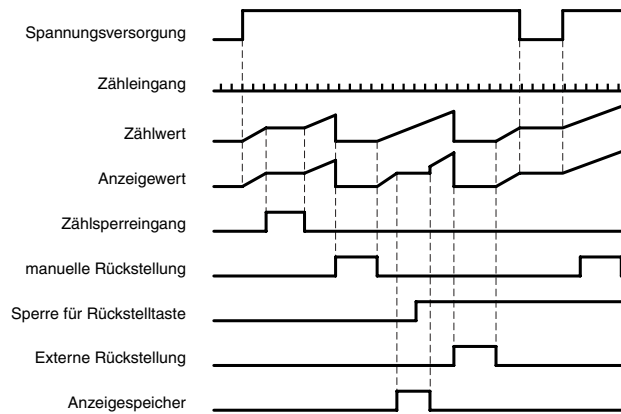 Spannungsversorgung
Zähleingang
Zählwert
Anzeigewert
Zählsperreingang
manuelle Rückstellung
Sperre für Rückstelltaste
Externe Rückstellung
Anzeigespeicher